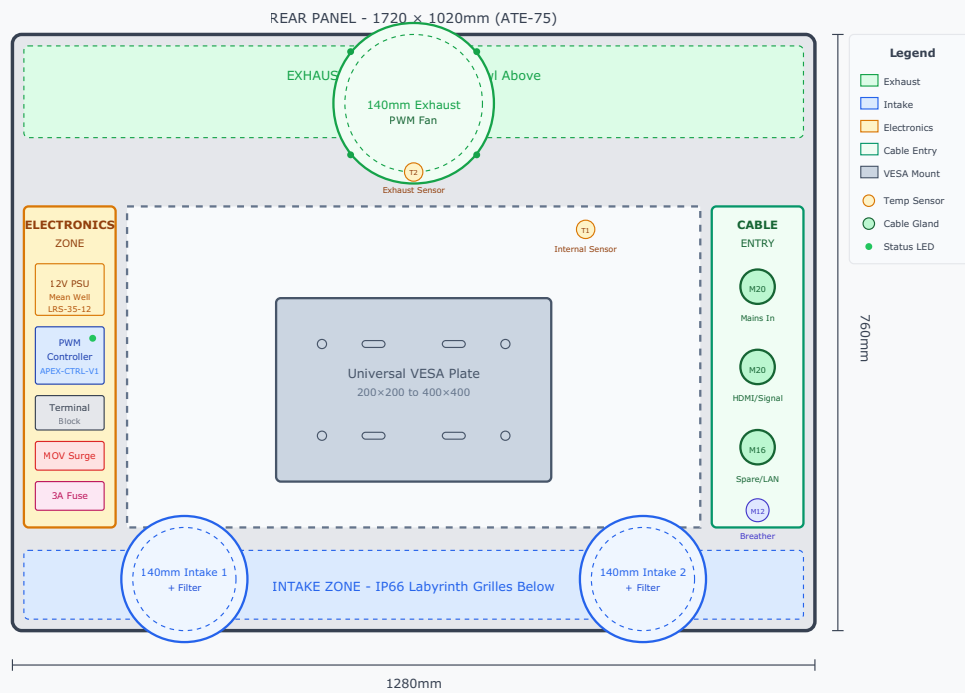 REAR PANEL - 1720 × 1020mm (ATE-75)
EXHAUS
Above
140mm Exhaust
PWM Fan
T2
Exhaust Sensor
ELECTRONICS
ZONE
12V PSU
Mean Well
LRS-35-12
PWM
Controller
APEX-CTRL-V1
Terminal
Block
MOV Surge
3A Fuse
T1
Internal Sensor
Universal VESA Plate
200×200 to 400×400
CABLE
ENTRY
M20
Mains In
M20
HDMI/Signal
M16
Spare/LAN
M12
Breather
140mm Intake 1
+ Filter
INTAKE ZONE - IP66 Labyrinth Grilles Below
140mm Intake 2
+ Filter
1280mm
760mm
Legend
Exhaust
Intake
Electronics
Cable Entry
VESA Mount
Temp Sensor
Cable Gland
Status LED